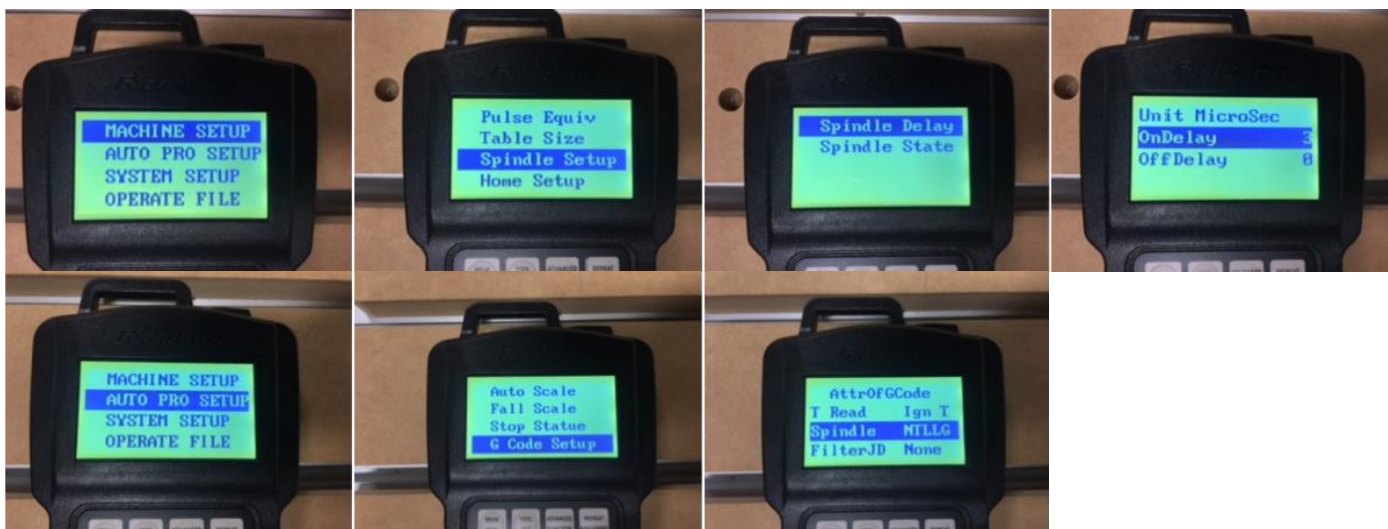 MACHINE SETUP
AUTO PRO SETUP
SYSTEM SETUP
OPERATE FILE
Pulse Equiv
Table Size
Spindle Setup
Home Setup
Spindle Delay
Spindle State
Unit MicroSec
OnDelay 3
OffDelay 0
MACHINE SETUP
AUTO PRO SETUP
SYSTEM SETUP
OPERATE FILE
Auto Scale
Fall Scale
Stop Statue
G Code Setup
AttrOfGCode
T Read Ign T
Spindle NTLLG
FilterJD None